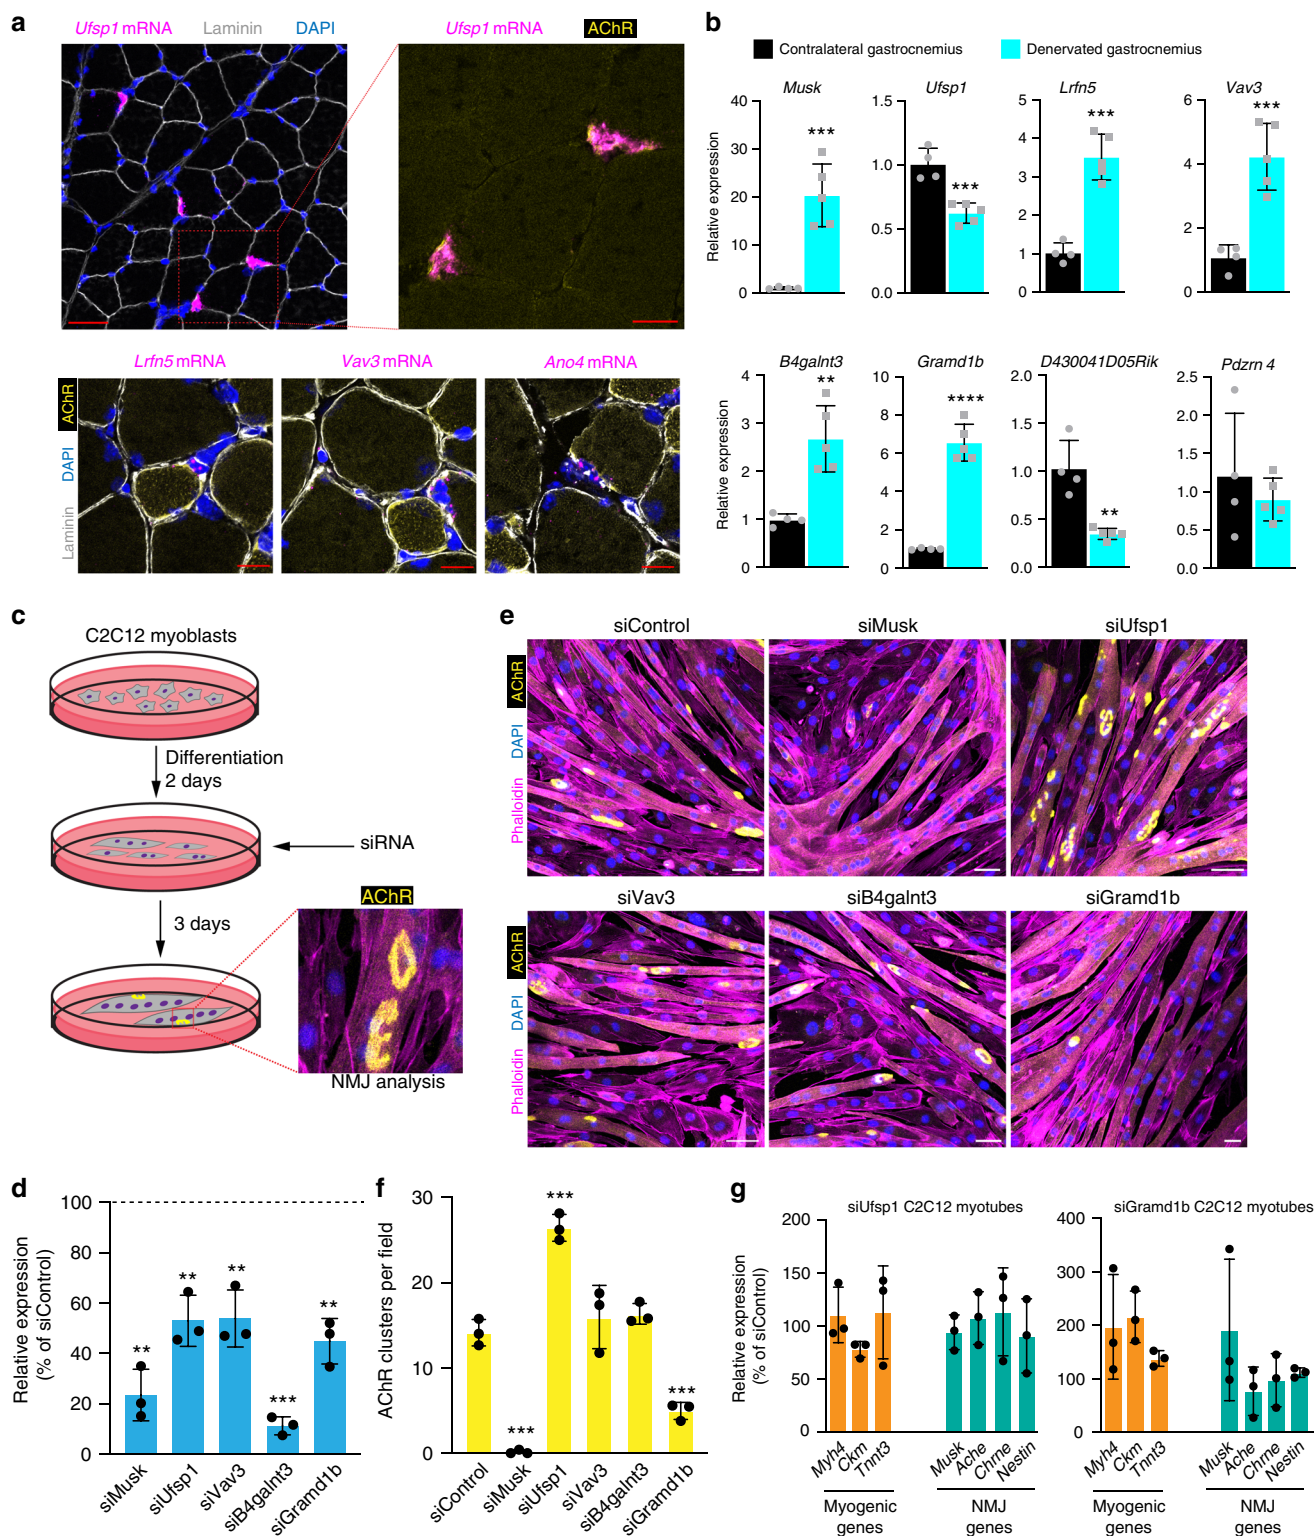 a
Ufsp1 mRNA Laminin DAPI
Ufsp1 mRNA AChR
Lrfn5 mRNA Vav3 mRNA Ano4 mRNA
Laminin DAPI AChR
b
Contralateral gastrocnemius Denervated gastrocnemius
Musk Ufsp1 Lrfn5 Vav3
Relative expression
40
30
20
10
0
***
1.5
1.0
0.5
0.0
***
5
4
3
2
1
0
***
6
4
2
0
***
B4galnt3 Gramd1b D430041D05Rik Pdzrn 4
Relative expression
4
3
2
1
0
**
10
8
6
4
2
0
****
2.0
1.5
1.0
0.5
0.0
**
2.5
2.0
1.5
1.0
0.5
0.0
c
C2C12 myoblasts
Differentiation
2 days
siRNA
3 days
AChR
NMJ analysis
e
siControl siMusk siUfsp1
Phalloidin DAPI AChR
siVav3 siB4galnt3 siGramd1b
Phalloidin DAPI AChR
d
Relative expression
(% of siControl)
100
80
60
40
20
0
** ** ** *** **
siMusk siUfsp1 siVav3 siB4galnt3 siGramd1b
f
AChR clusters per field
30
20
10
0
*** *** ***
siControl siMusk siUfsp1 siVav3 siB4galnt3 siGramd1b
g
siUfsp1 C2C12 myotubes
Relative expression
(% of siControl)
200
150
100
50
0
Myh4 Ckm Tnnt3 Musk Ache Chrne Nestin
Myogenic
genes
NMJ
genes
siGramd1b C2C12 myotubes
400
300
200
100
0
Myh4 Ckm Tnnt3 Musk Ache Chrne Nestin
Myogenic
genes
NMJ
genes